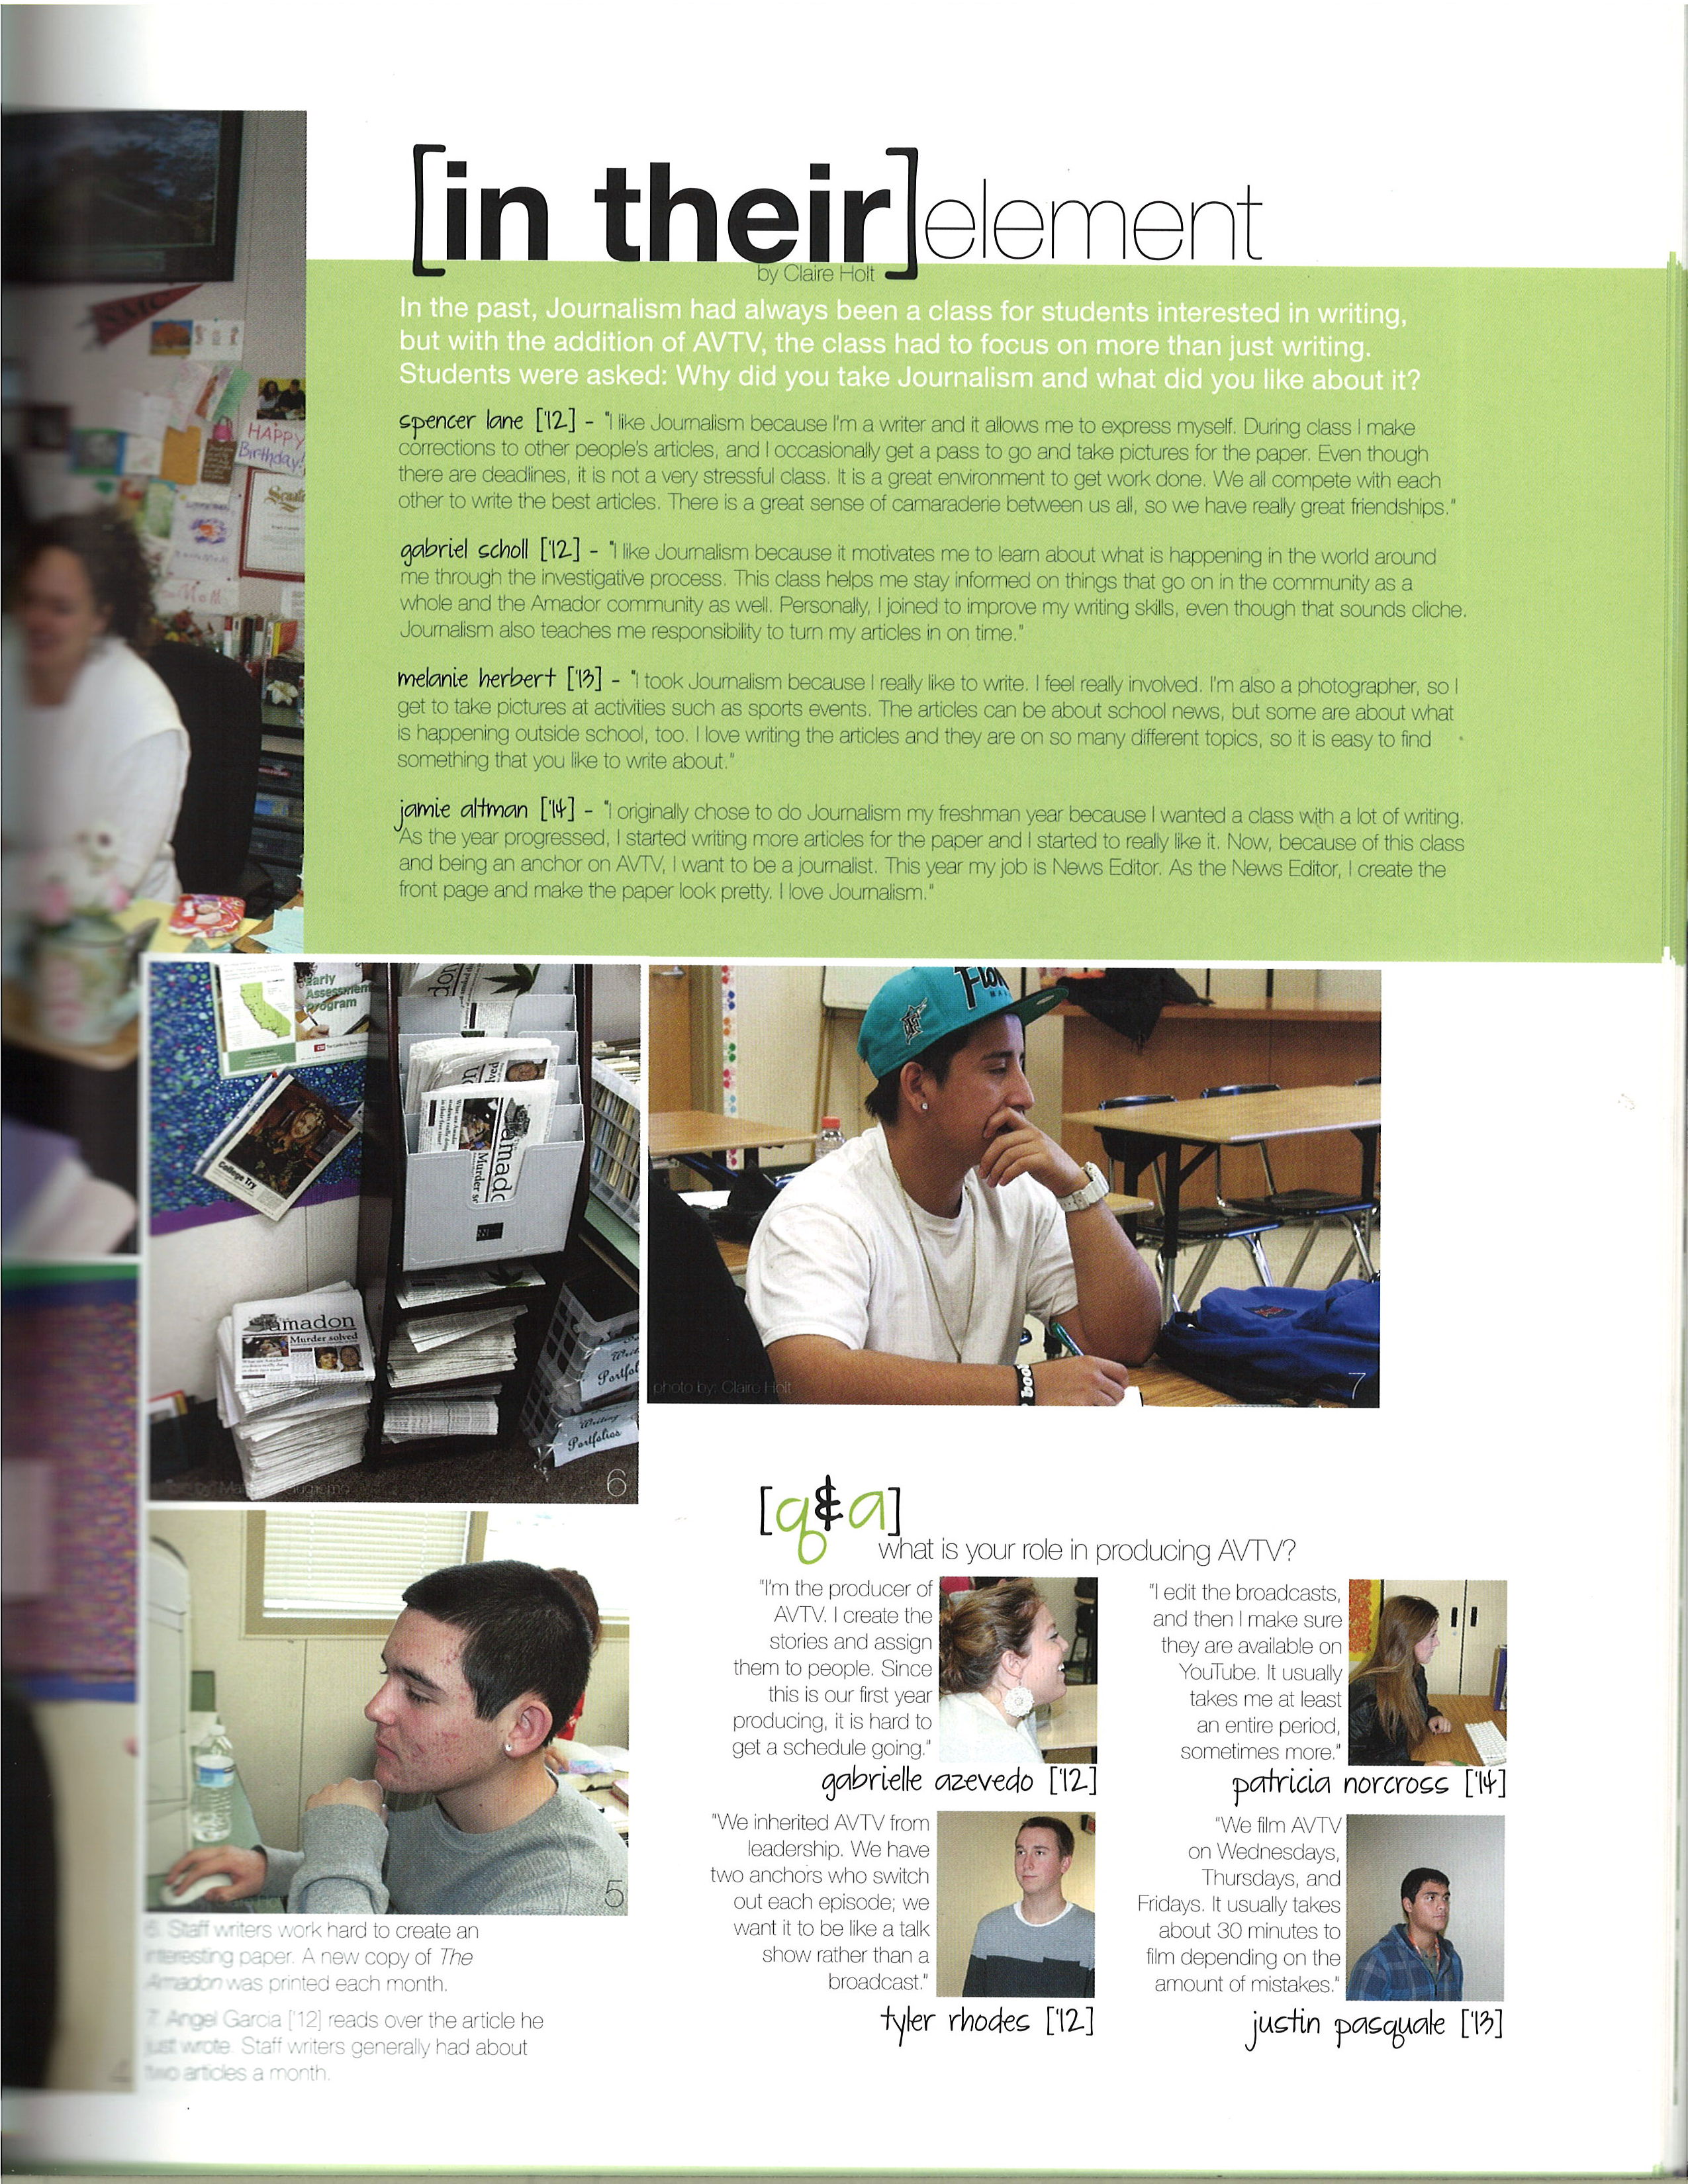 [in their]element
by Claire Holt
In the past, Journalism had always been a class for students interested in writing,
but with the addition of AVTV, the class had to focus on more than just writing.
Students were asked: Why did you take Journalism and what did you like about it?
spencer lane ['12] - "I like Journalism because I'm a writer and it allows me to express myself. During class I make
corrections to other people's articles, and I occasionally get a pass to go and take pictures for the paper. Even though
there are deadlines, it is not a very stressful class. It is a great environment to get work done. We all compete with each
other to write the best articles. There is a great sense of camaraderie between us all, so we have really great friendships."
gabriel scholl ['12] - "I like Journalism because it motivates me to learn about what is happening in the world around
me through the investigative process. This class helps me stay informed on things that go on in the community as a
whole and the Amador community as well. Personally, I joined to improve my writing skills, even though that sounds cliche.
Journalism also teaches me responsibility to turn my articles in on time."
melanie herbert ['13] - "I took Journalism because I really like to write. I feel really involved. I'm also a photographer, so I
get to take pictures at activities such as sports events. The articles can be about school news, but some are about what
is happening outside school, too. I love writing the articles and they are on so many different topics, so it is easy to find
something that you like to write about."
jamie altman ['14] - "I originally chose to do Journalism my freshman year because I wanted a class with a lot of writing.
As the year progressed, I started writing more articles for the paper and I started to really like it. Now, because of this class
and being an anchor on AVTV, I want to be a journalist. This year my job is News Editor. As the News Editor, I create the
front page and make the paper look pretty. I love Journalism."
SMC
HAPPY
Birthday!
Early
Assessment
Program
College Try
amado
Murder s
amadon
Murder solved
Writing
Portfolios
6
Flor
boo
photo by: Claire Holt
7
5
6. Staff writers work hard to create an
interesting paper. A new copy of The
Amadon was printed each month.
7. Angel Garcia ['12] reads over the article he
just wrote. Staff writers generally had about
two articles a month.
[q&a]
what is your role in producing AVTV?
"I'm the producer of
AVTV. I create the
stories and assign
them to people. Since
this is our first year
producing, it is hard to
get a schedule going."
gabrielle azevedo ['12]
"I edit the broadcasts,
and then I make sure
they are available on
YouTube. It usually
takes me at least
an entire period,
sometimes more."
patricia norcross ['14]
"We inherited AVTV from
leadership. We have
two anchors who switch
out each episode; we
want it to be like a talk
show rather than a
broadcast."
tyler rhodes ['12]
"We film AVTV
on Wednesdays,
Thursdays, and
Fridays. It usually takes
about 30 minutes to
film depending on the
amount of mistakes."
justin pasquale ['13]